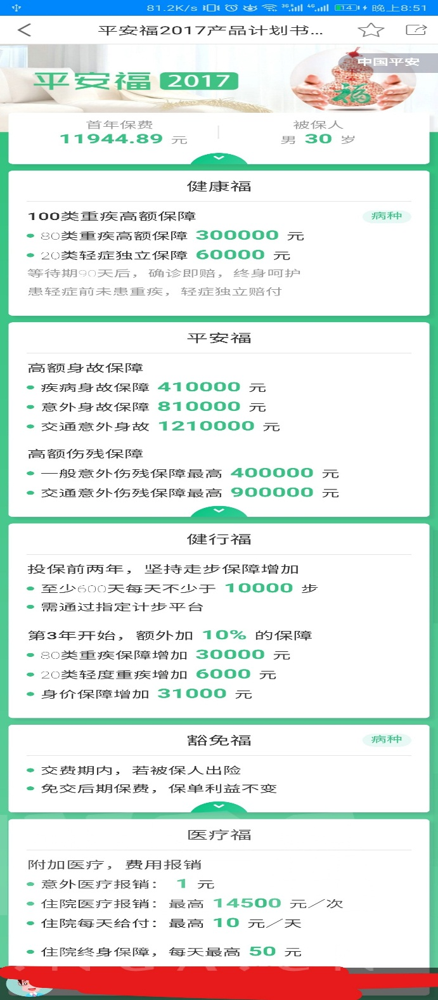 81.2K/s 3G 4G 14 晚上8:51
平安福2017产品计划书...
中国平安
平安福 2017
平安福
首年保费 被保人
11944.89 元 男 30 岁
健康福
100类重疾高额保障 病种
80类重疾高额保障 300000 元
20类轻症独立保障 60000 元
等待期90天后，确诊即赔，终身呵护
患轻症前未患重疾，轻症独立赔付
平安福
高额身故保障
疾病身故保障 410000 元
意外身故保障 810000 元
交通意外身故 1210000 元
高额伤残保障
一般意外伤残保障最高 400000 元
交通意外伤残保障最高 900000 元
健行福
投保前两年，坚持走步保障增加
至少600天每天不少于 10000 步
需通过指定计步平台
第3年开始，额外加 10% 的保障
80类重疾保障增加 30000 元
20类轻度重疾增加 6000 元
身价保障增加 31000 元
豁免福 病种
交费期内，若被保人出险
免交后期保费，保单利益不变
医疗福
附加医疗，费用报销
意外医疗报销： 1 元
住院医疗报销：最高 14500 元／次
住院每天给付：最高 10 元／天
住院终身保障，每天最高 50 元